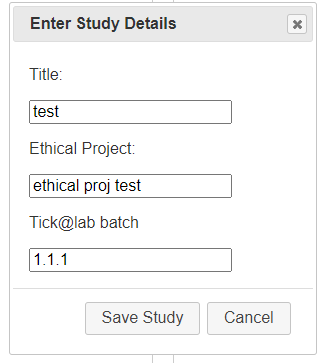 Enter Study Details
Title:
test
Ethical Project:
ethical proj test
Tick@lab batch
1.1.1
Save Study
Cancel